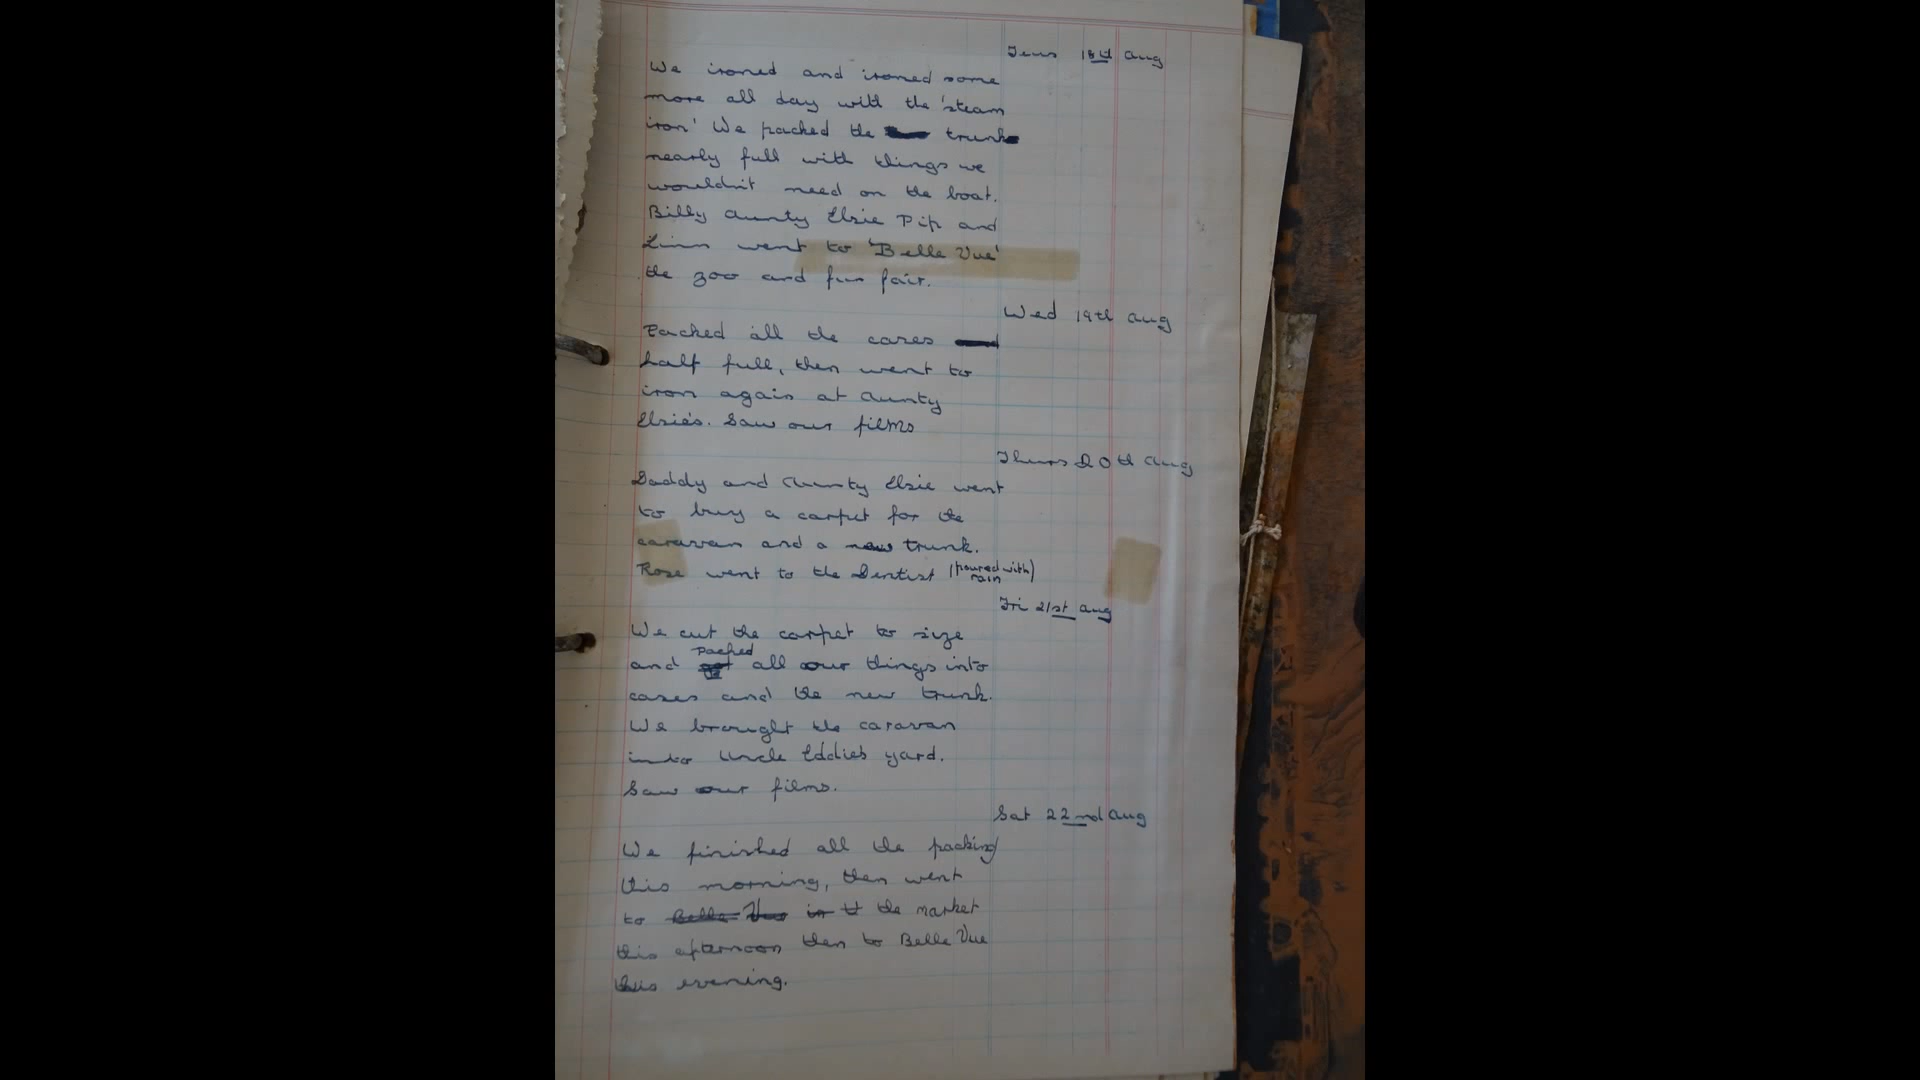 Teus 18th Aug
We ironed and ironed some
more all day with the 'steam
iron' We packed the trunk
nearly full with things we
wouldn't need on the boat.
Billy Aunty Elsie Pip and
Linn went to 'Belle Vue'
the zoo and fun fair.
Wed 19th Aug
Packed all the cases
half full, then went to
iron again at Aunty
Elsie's. Saw our films
Thurs 20th Aug
Daddy and Aunty Elsie went
to buy a carpet for the
caravan and a new trunk.
Rose went to the Dentist (poured with
rain)
Fri 21st Aug
We cut the carpet to size
and packed all our things into
cases and the new trunk.
We brought the caravan
into Uncle Eddie's yard.
Saw our films.
Sat 22nd Aug
We finished all the packing
this morning, then went
to Belle Vue in t the market
this afternoon then to Belle Vue
this evening.